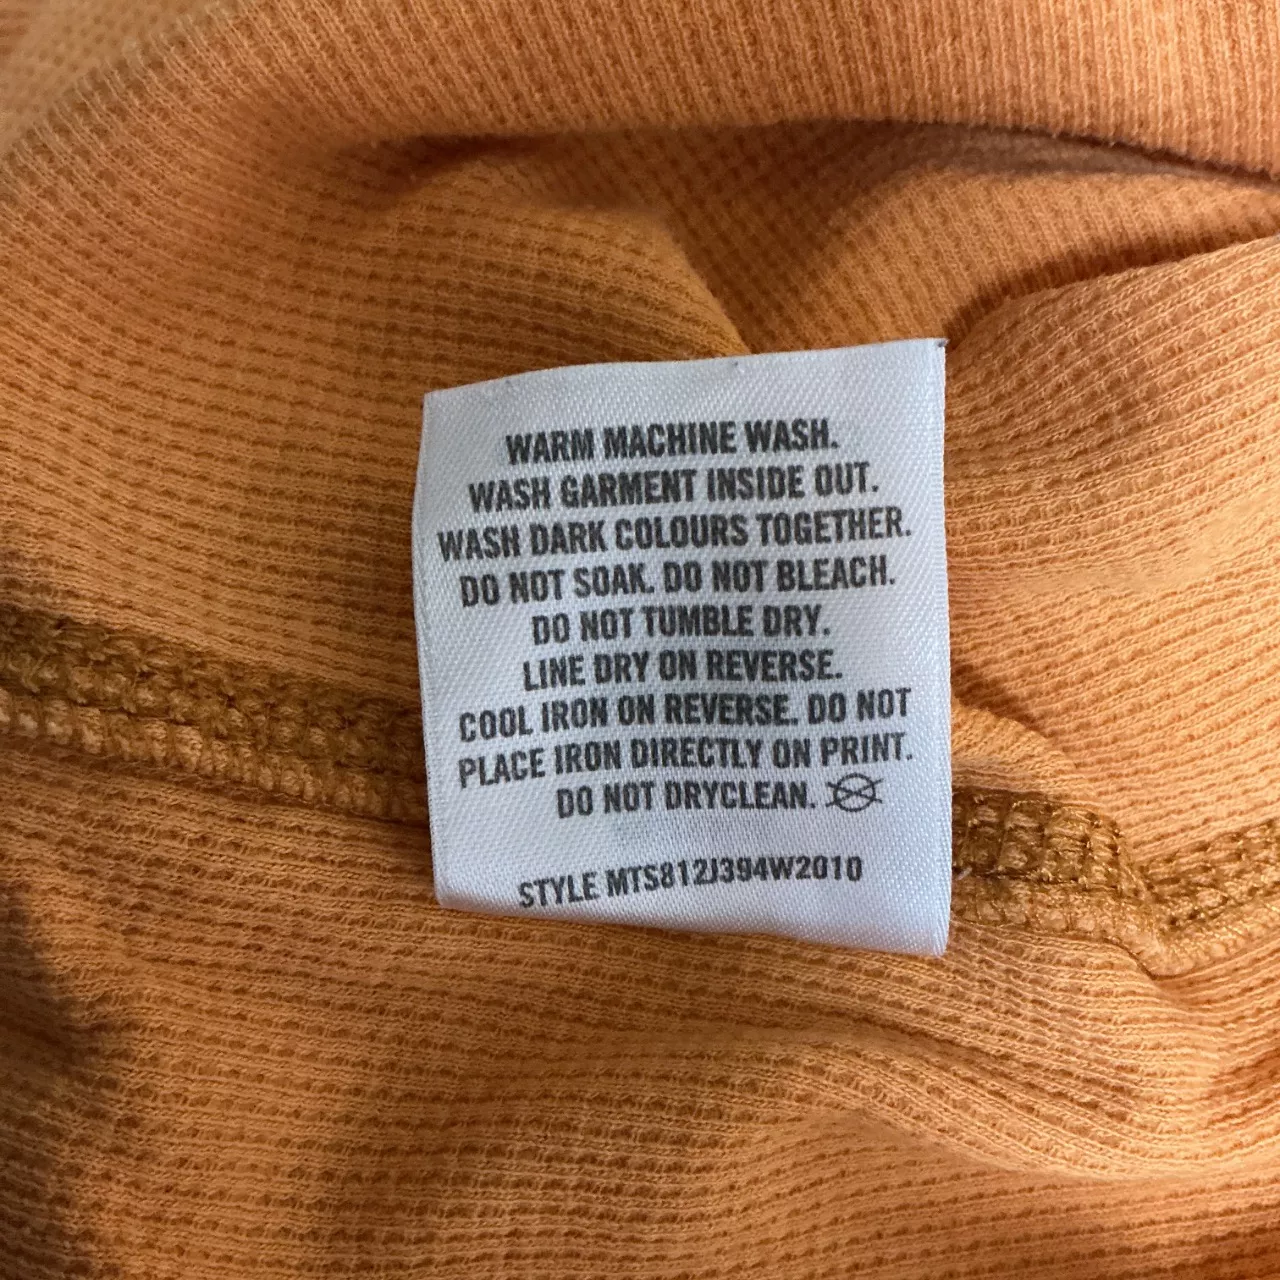 WARM MACHINE WASH.
WASH GARMENT INSIDE OUT.
WASH DARK COLOURS TOGETHER.
DO NOT SOAK. DO NOT BLEACH.
DO NOT TUMBLE DRY.
LINE DRY ON REVERSE.
COOL IRON ON REVERSE. DO NOT
PLACE IRON DIRECTLY ON PRINT.
DO NOT DRYCLEAN.
STYLE MTS812J394W2010